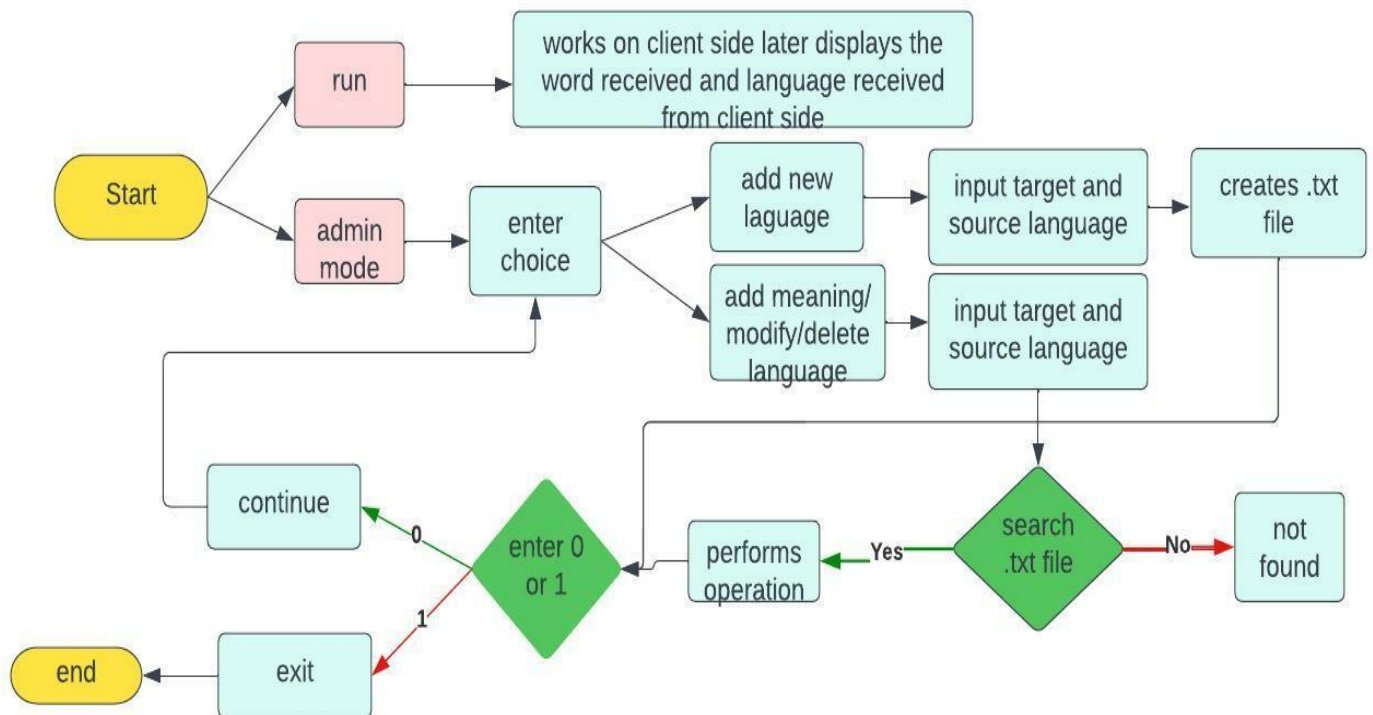 run
works on client side later displays the
word received and language received
from client side
Start
admin
mode
enter
choice
add new
laguage
input target and
source language
creates .txt
file
add meaning/
modify/delete
language
input target and
source language
continue
0
enter 0
or 1
performs
operation
Yes
search
.txt file
No
not
found
1
end
exit